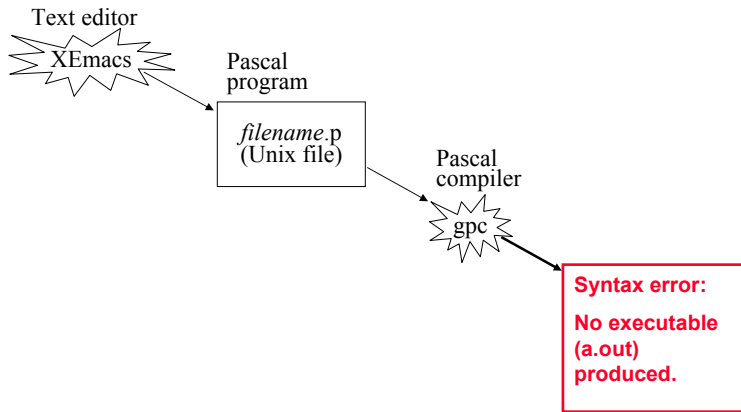 Text editor
XEmacs
Pascal
program
filename.p
(Unix file)
Pascal
compiler
gpc
Syntax error:
No executable
(a.out)
produced.